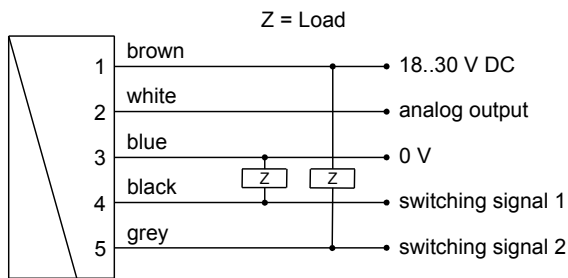 Z = Load
1 brown 18..30 V DC
2 white analog output
3 blue 0 V
Z Z
4 black switching signal 1
5 grey switching signal 2